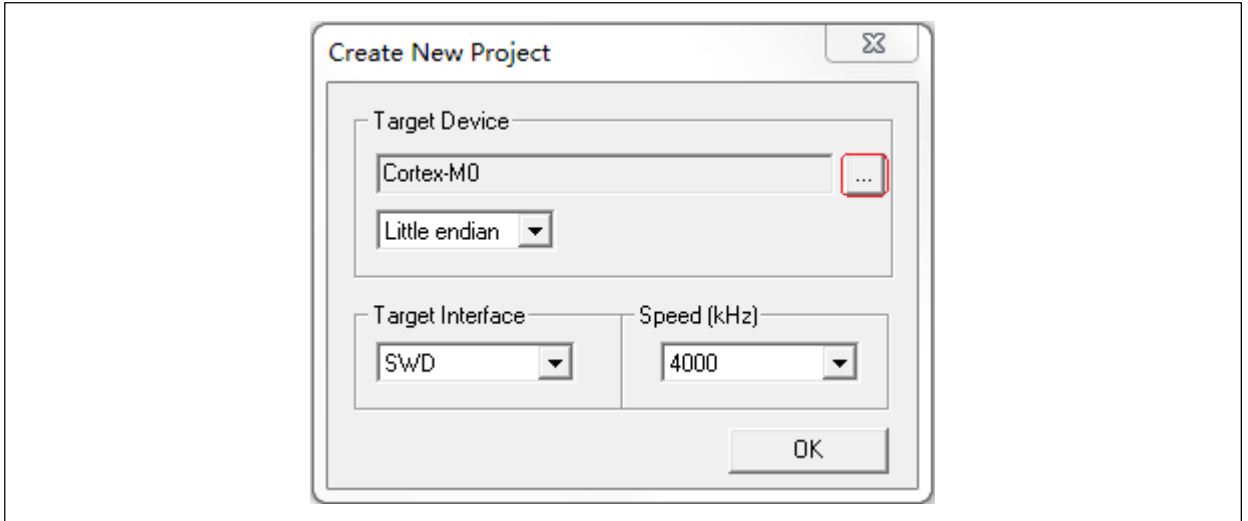 Create New Project
Target Device
Cortex-M0
...
Little endian
Target Interface
Speed (kHz)
SWD
4000
OK